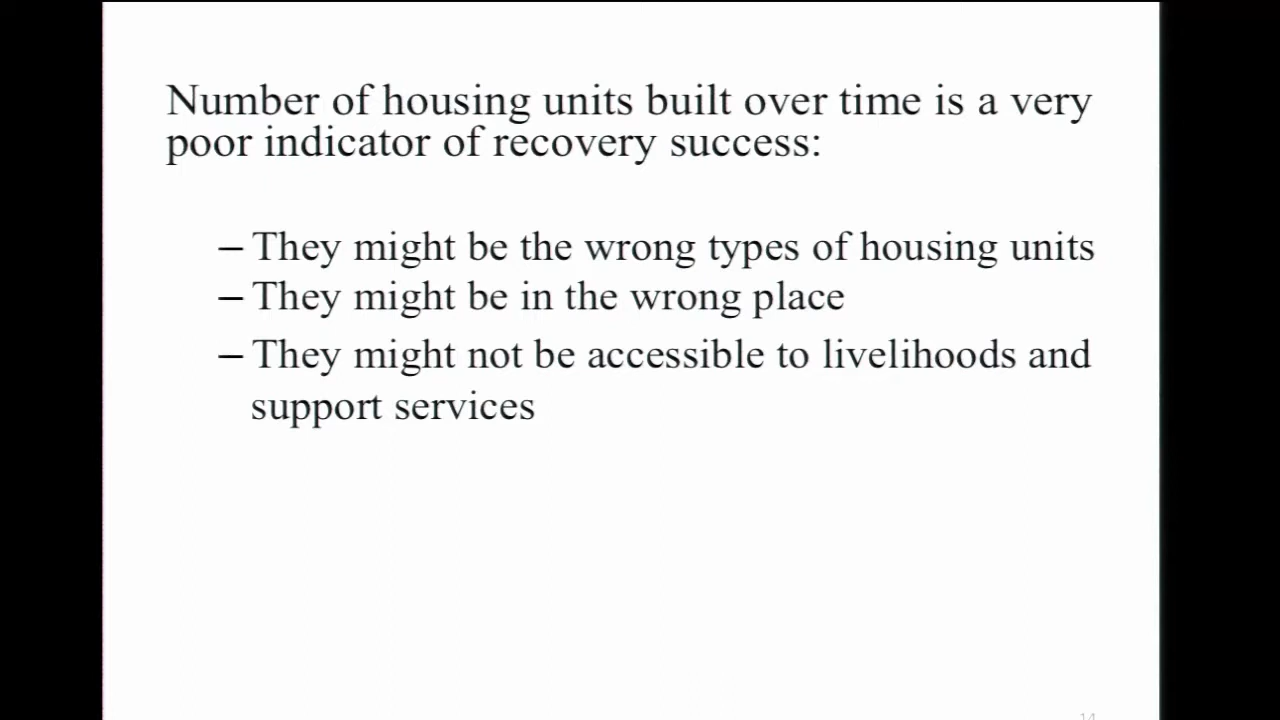 Number of housing units built over time is a very
poor indicator of recovery success:
– They might be the wrong types of housing units
– They might be in the wrong place
– They might not be accessible to livelihoods and
support services
14